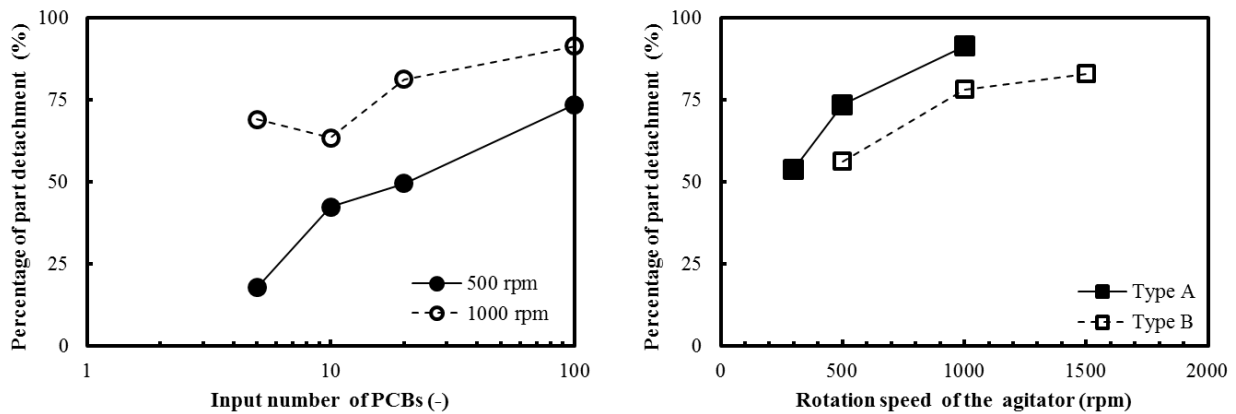 Percentage of part detachment (%)
100
75
50
25
0
500 rpm
1000 rpm
1
10
100
Input number of PCBs (-)
Percentage of part detachment (%)
100
75
50
25
0
Type A
Type B
0
500
1000
1500
2000
Rotation speed of the agitator (rpm)